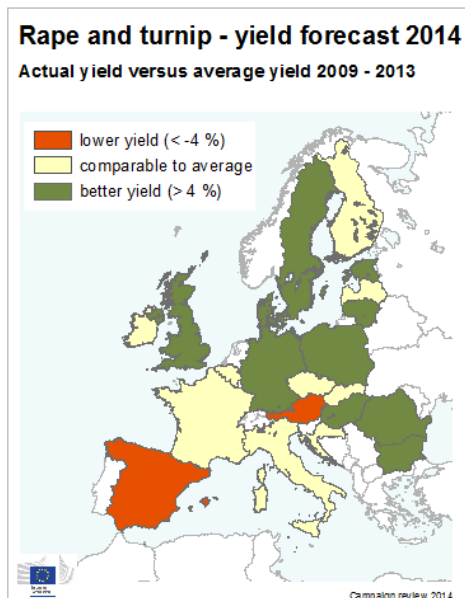 Rape and turnip - yield forecast 2014
Actual yield versus average yield 2009 - 2013
lower yield (< -4 %)
comparable to average
better yield (> 4 %)
Campaign review 2014